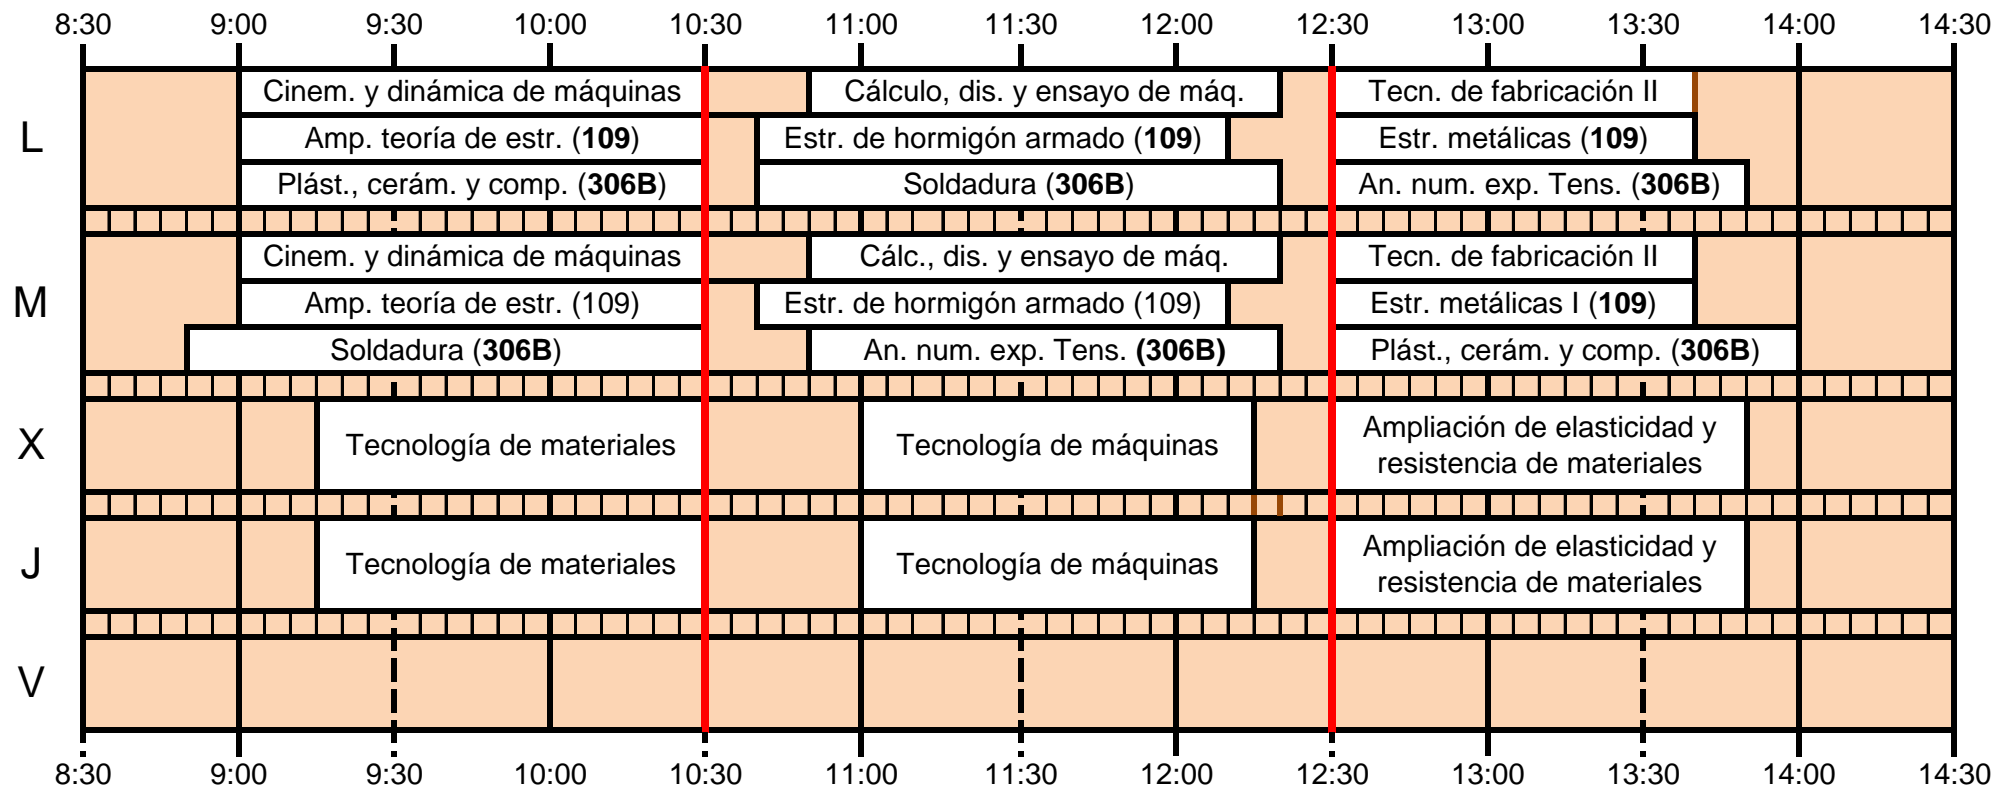 8:30 9:00 9:30 10:00 10:30 11:00 11:30 12:00 12:30 13:00 13:30 14:00 14:30
L
Cinem. y dinámica de máquinas Cálculo, dis. y ensayo de máq. Tecn. de fabricación II
Amp. teoría de estr. (109) Estr. de hormigón armado (109) Estr. metálicas (109)
Plást., cerám. y comp. (306B) Soldadura (306B) An. num. exp. Tens. (306B)
M
Cinem. y dinámica de máquinas Cálc., dis. y ensayo de máq. Tecn. de fabricación II
Amp. teoría de estr. (109) Estr. de hormigón armado (109) Estr. metálicas I (109)
Soldadura (306B) An. num. exp. Tens. (306B) Plást., cerám. y comp. (306B)
X
Tecnología de materiales
Tecnología de máquinas
Ampliación de elasticidad y
resistencia de materiales
J
Tecnología de materiales
Tecnología de máquinas
Ampliación de elasticidad y
resistencia de materiales
V
8:30 9:00 9:30 10:00 10:30 11:00 11:30 12:00 12:30 13:00 13:30 14:00 14:30